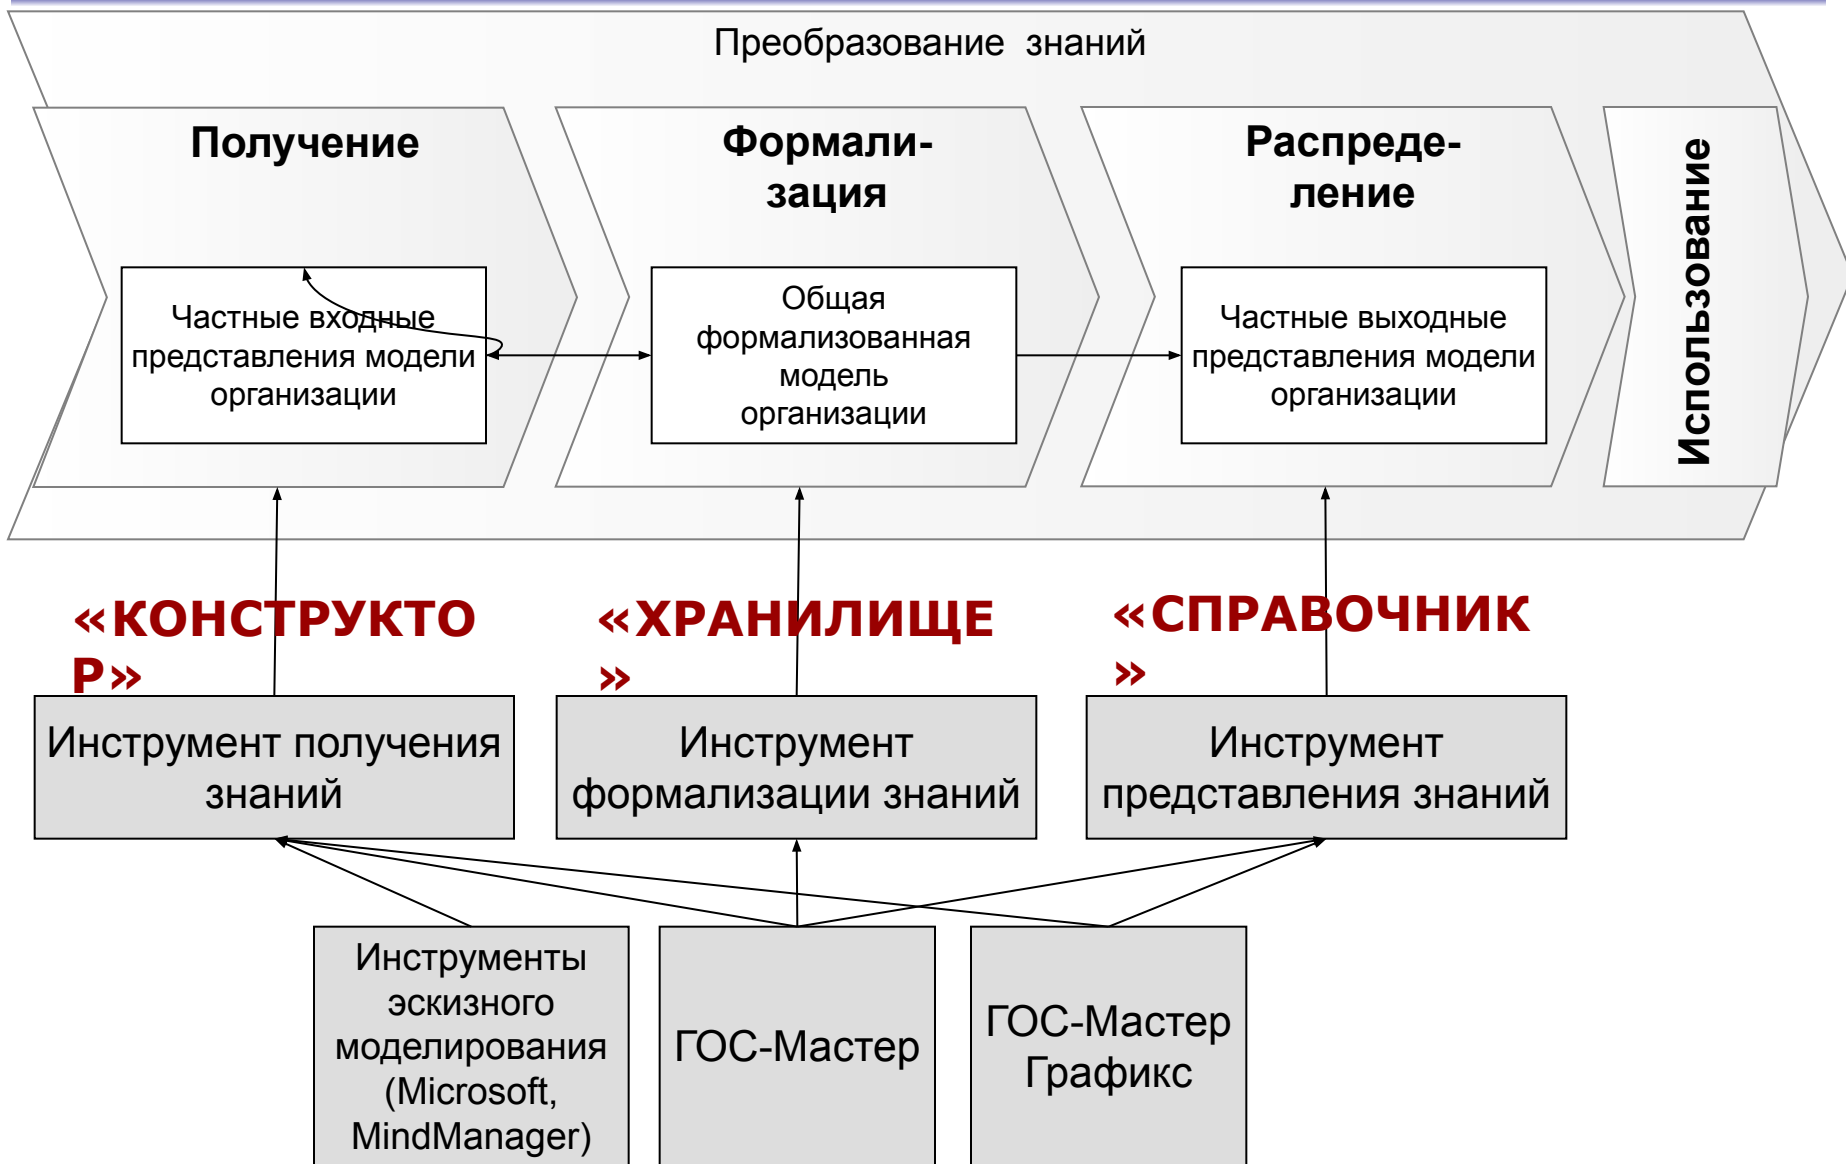 Преобразование знаний
Получение
Формали-
зация
Распреде-
ление
Использование
Частные входные
представления модели
организации
Общая
формализованная
модель
организации
Частные выходные
представления модели
организации
«КОНСТРУКТО
Р»
«ХРАНИЛИЩЕ
»
«СПРАВОЧНИК
»
Инструмент получения
знаний
Инструмент
формализации знаний
Инструмент
представления знаний
Инструменты
эскизного
моделирования
(Microsoft,
MindManager)
ГОС-Мастер
ГОС-Мастер
Графикс